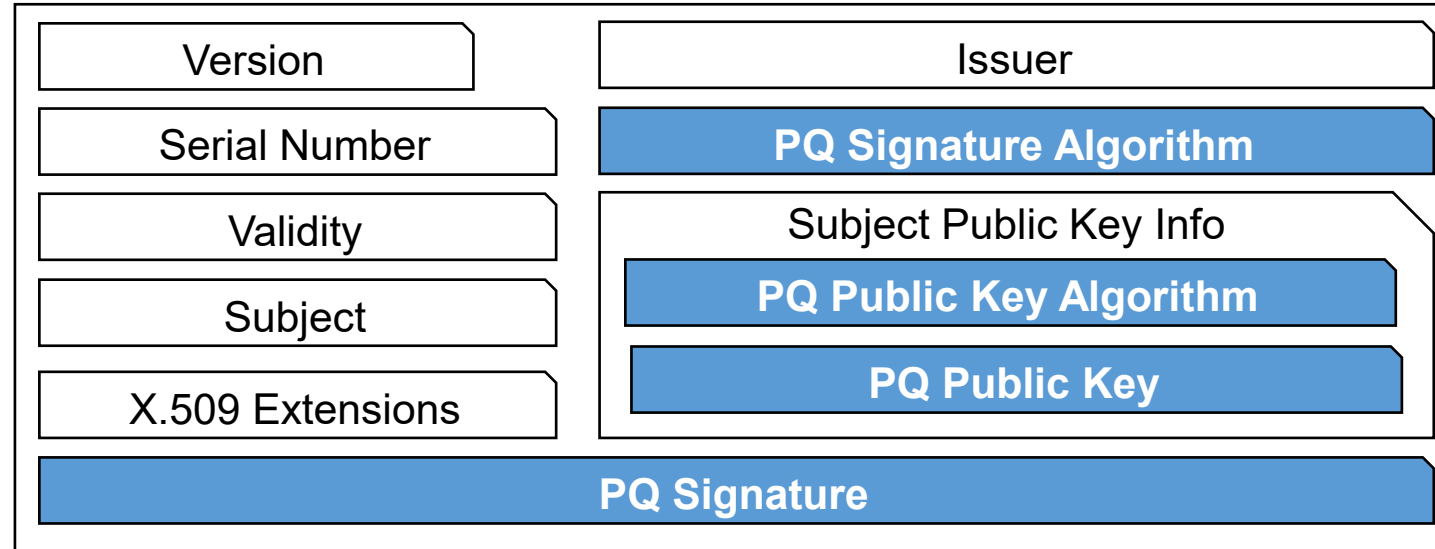 Version
Issuer
Serial Number
PQ Signature Algorithm
Validity
Subject Public Key Info
PQ Public Key Algorithm
Subject
PQ Public Key
X.509 Extensions
PQ Signature